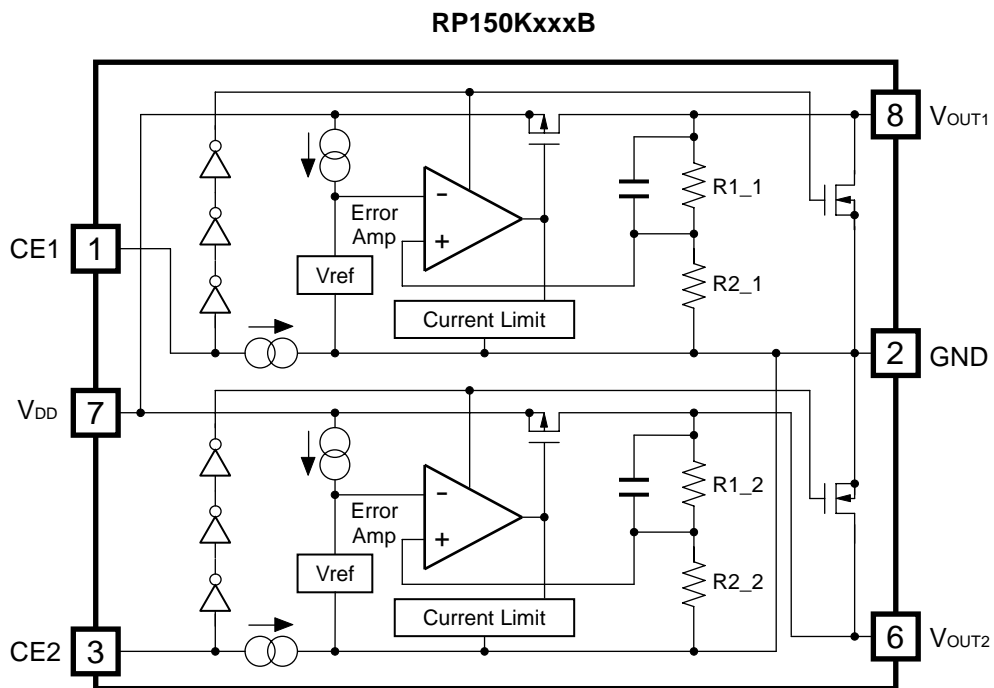 RP150KxxxB
8
VOUT1
R1_1
-
Error
Amp
+
CE1
1
Vref
R2_1
Current Limit
2
GND
VDD
7
R1_2
-
Error
Amp
+
Vref
R2_2
Current Limit
CE2
3
6
VOUT2